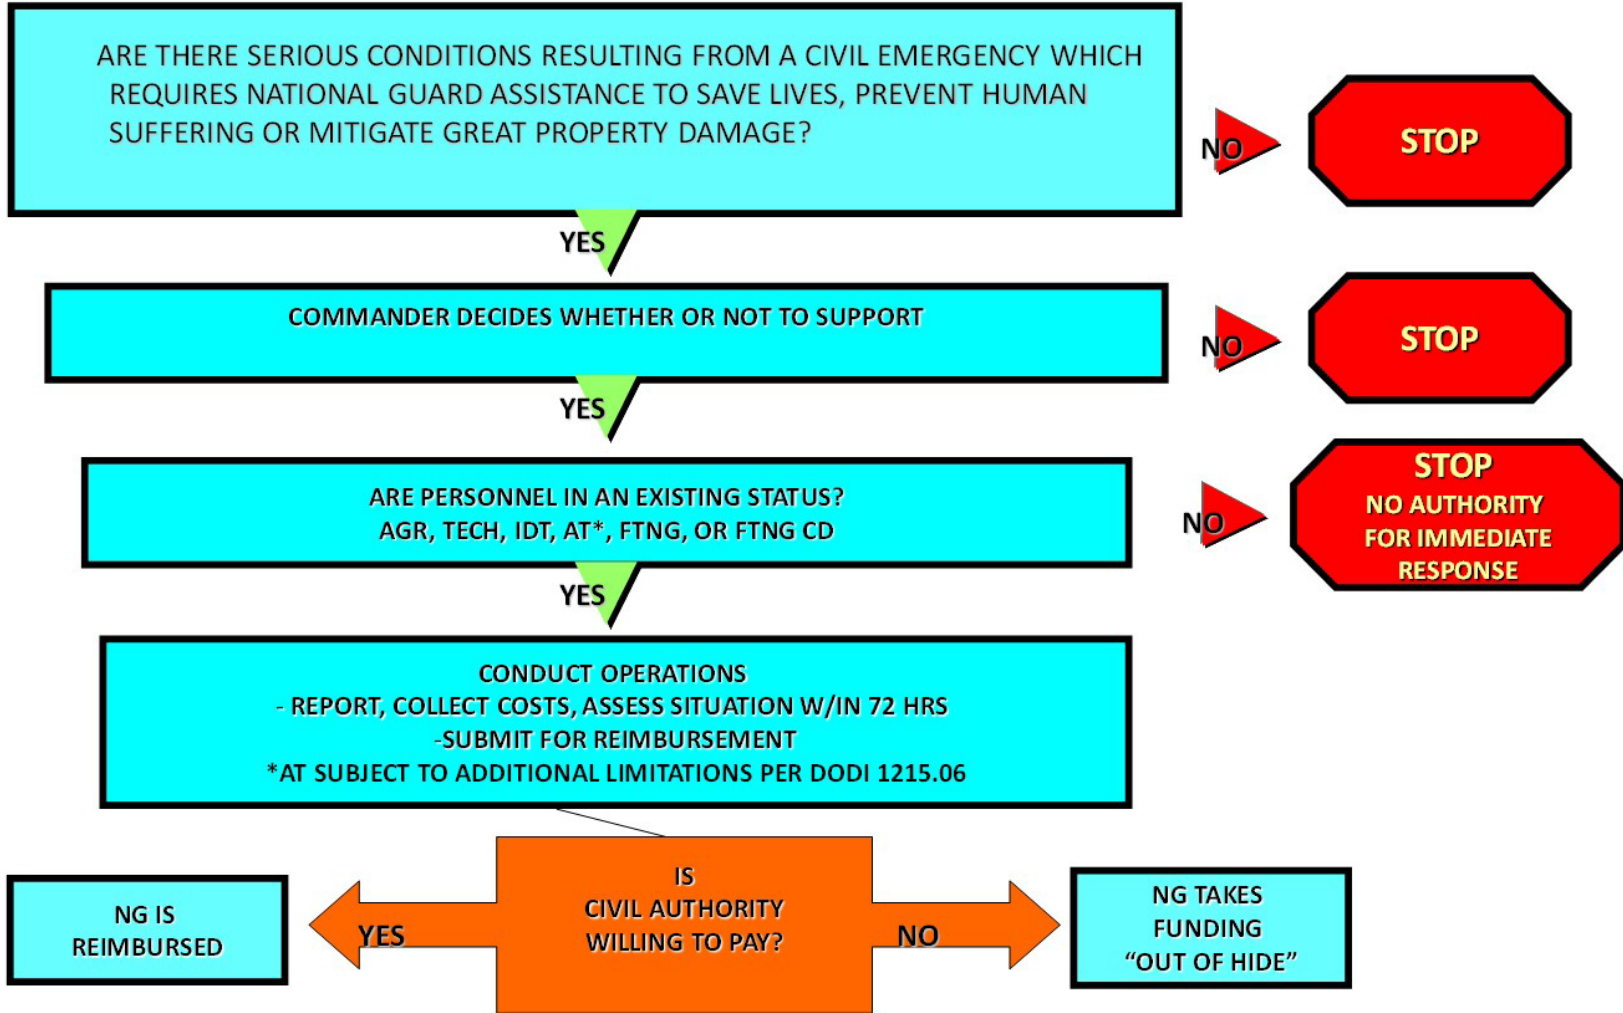 ARE THERE SERIOUS CONDITIONS RESULTING FROM A CIVIL EMERGENCY WHICH
REQUIRES NATIONAL GUARD ASSISTANCE TO SAVE LIVES, PREVENT HUMAN
SUFFERING OR MITIGATE GREAT PROPERTY DAMAGE?
NO
STOP
YES
COMMANDER DECIDES WHETHER OR NOT TO SUPPORT
NO
STOP
YES
ARE PERSONNEL IN AN EXISTING STATUS?
AGR, TECH, IDT, AT*, FTNG, OR FTNG CD
NO
STOP
NO AUTHORITY
FOR IMMEDIATE
RESPONSE
YES
CONDUCT OPERATIONS
- REPORT, COLLECT COSTS, ASSESS SITUATION W/IN 72 HRS
-SUBMIT FOR REIMBURSEMENT
*AT SUBJECT TO ADDITIONAL LIMITATIONS PER DODI 1215.06
IS
CIVIL AUTHORITY
WILLING TO PAY?
YES
NG IS
REIMBURSED
NO
NG TAKES
FUNDING
“OUT OF HIDE”